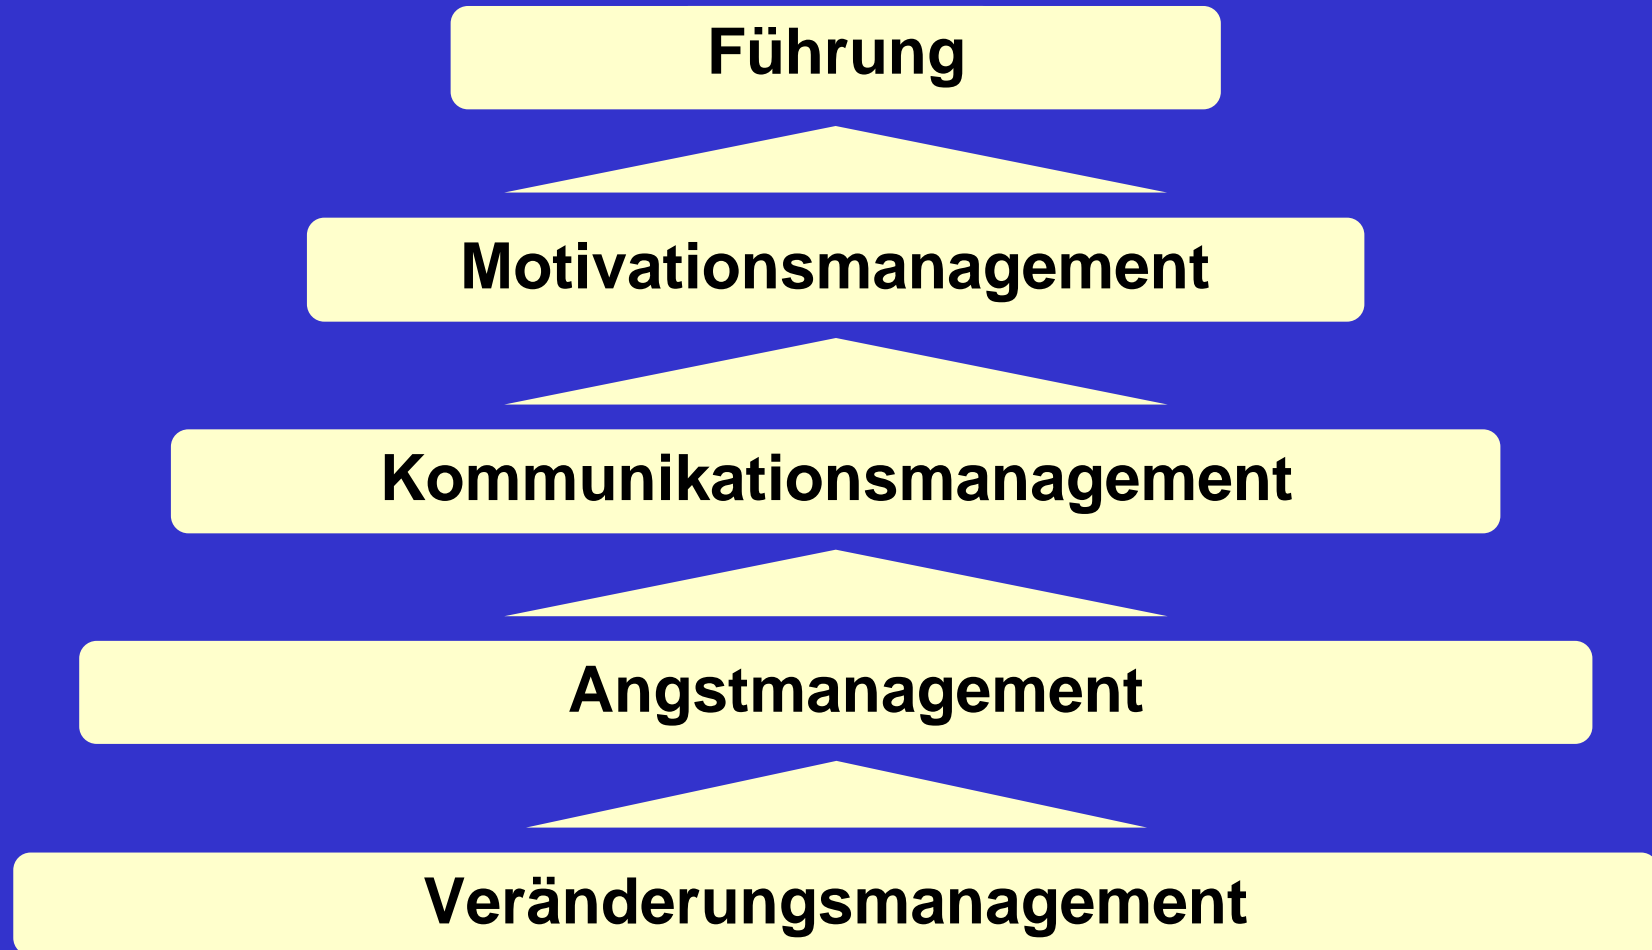 Führung
Motivationsmanagement
Kommunikationsmanagement
Angstmanagement
Veränderungsmanagement